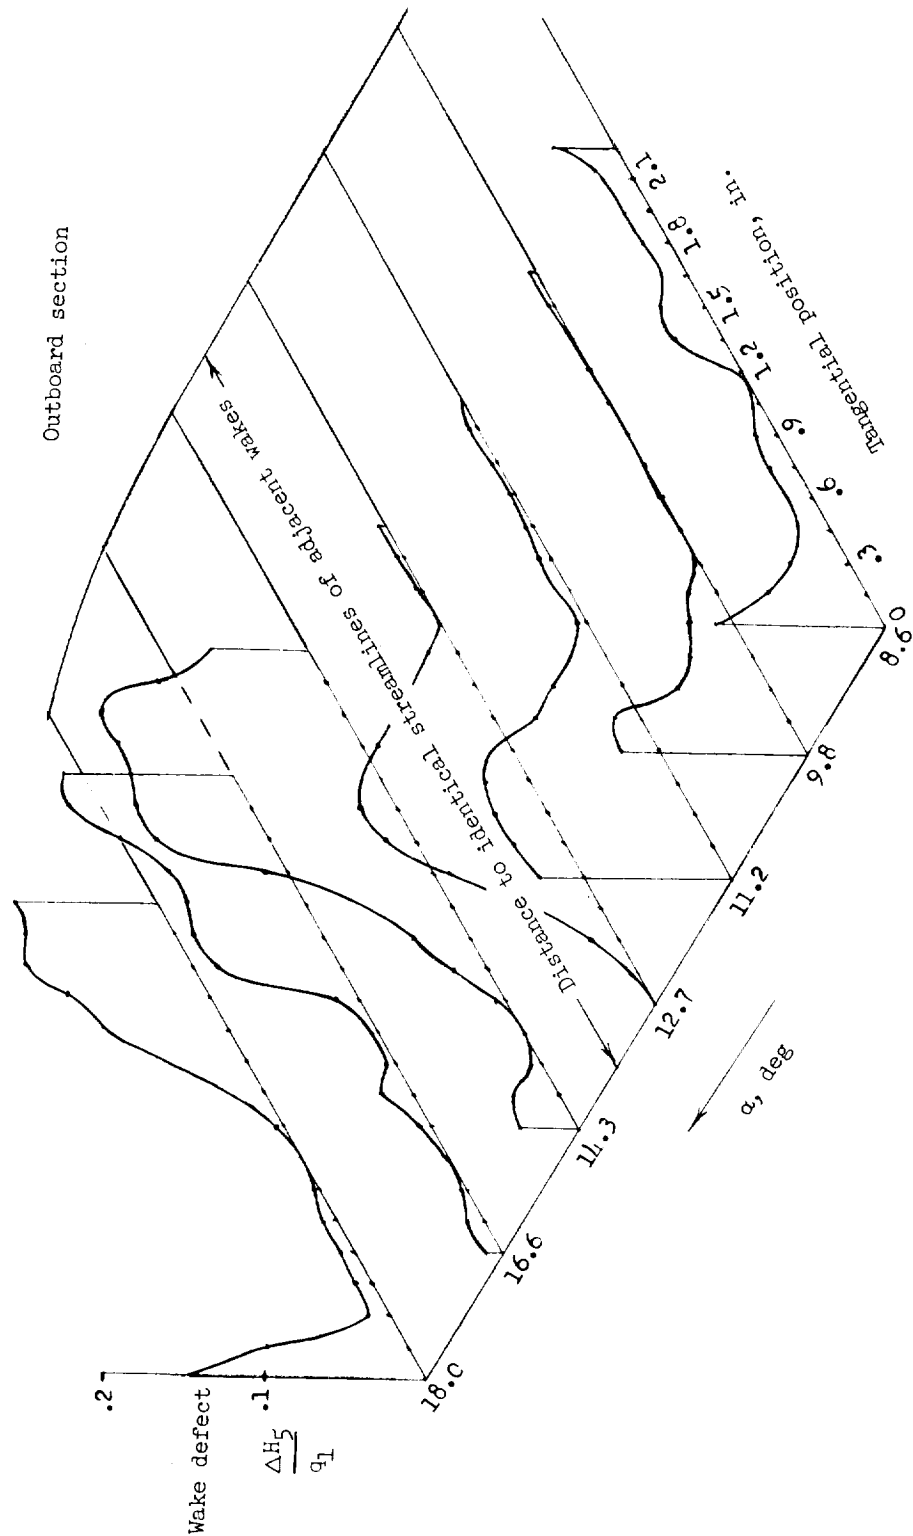 Outboard section
.2
Wake defect
.1
ΔH5
q1
18.0
16.6
14.3
12.7
11.2
9.8
8.6
0
.3
.6
.9
1.2
1.5
1.8
2.1
Tangential position, in.
α, deg
Distance to identical streamlines of adjacent wakes